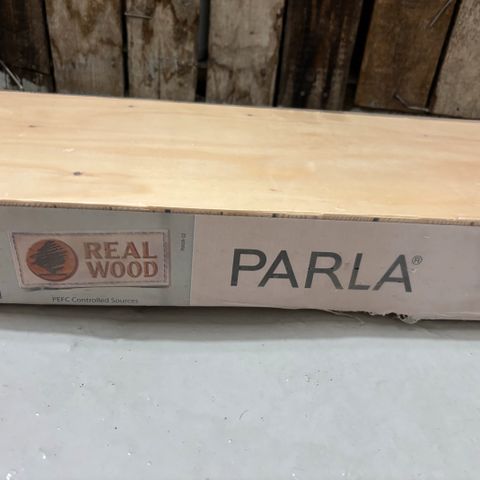 REAL
WOOD
PEFC Controlled Sources
PARLA®